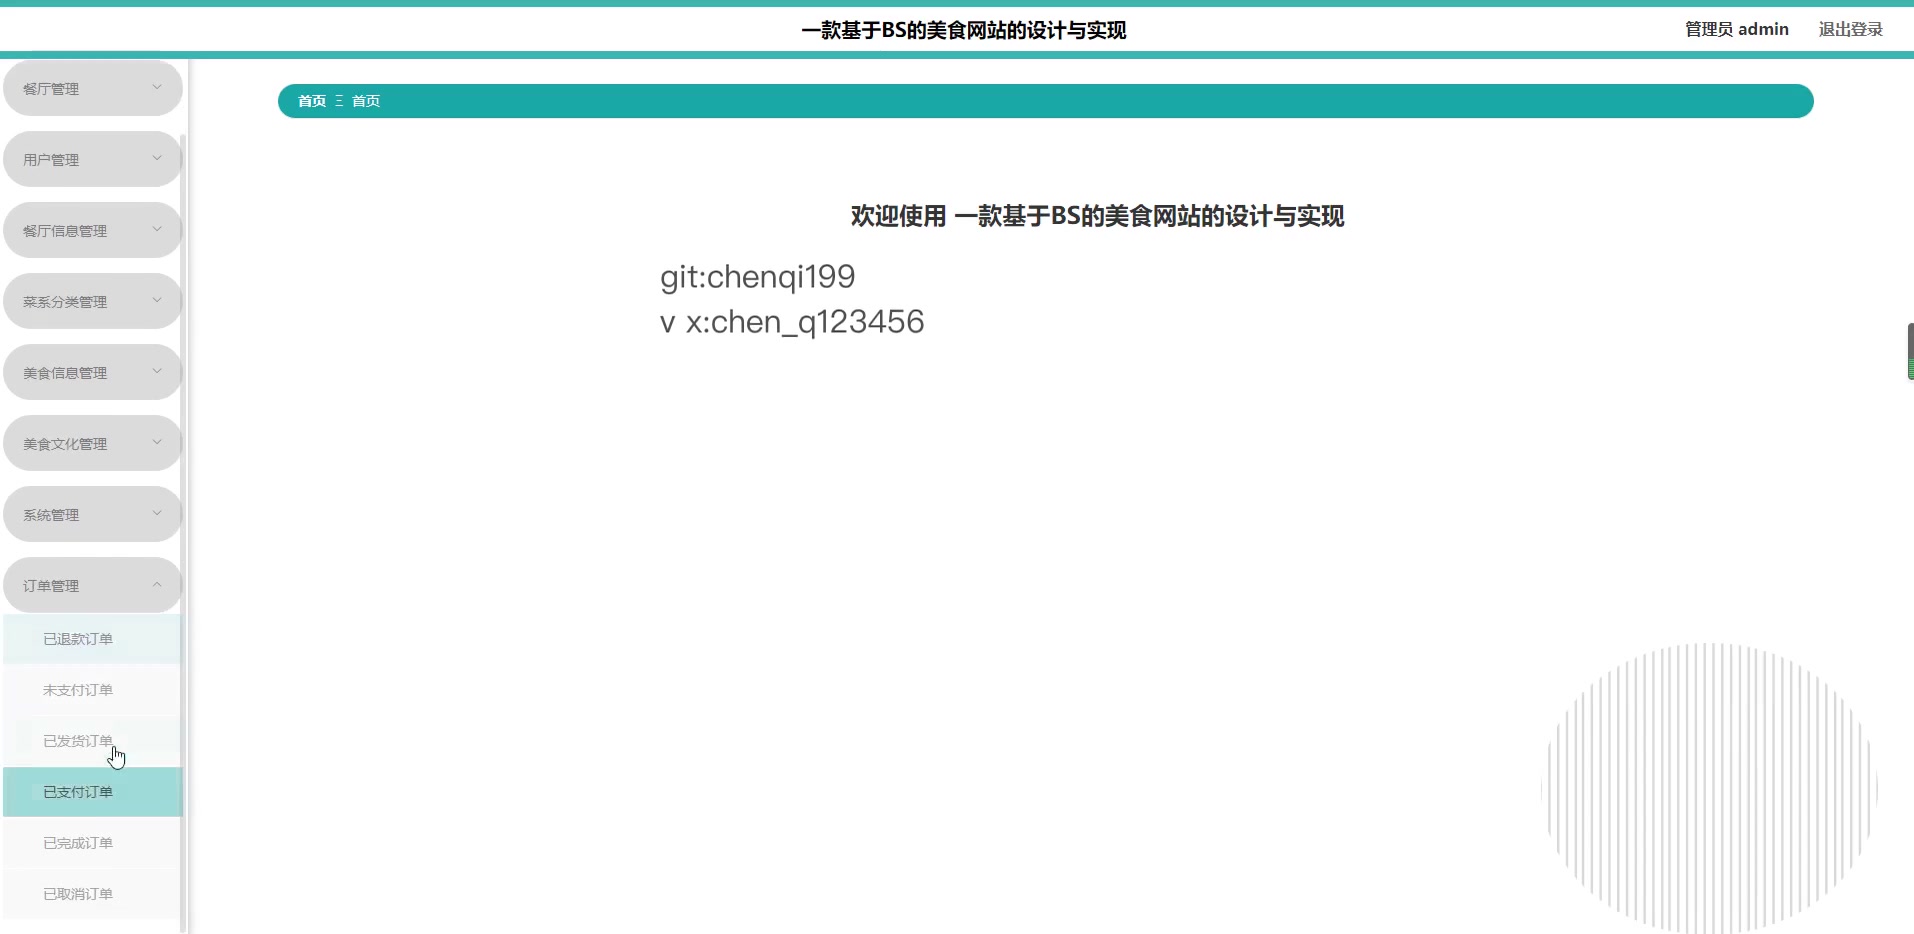 一款基于BS的美食网站的设计与实现
管理员 admin
退出登录
餐厅管理
用户管理
餐厅信息管理
菜系分类管理
美食信息管理
美食文化管理
系统管理
订单管理
已退款订单
未支付订单
已发货订单
已支付订单
已完成订单
已取消订单
首页 Ξ 首页
欢迎使用 一款基于BS的美食网站的设计与实现
git:chenqi199
v x:chen_q123456